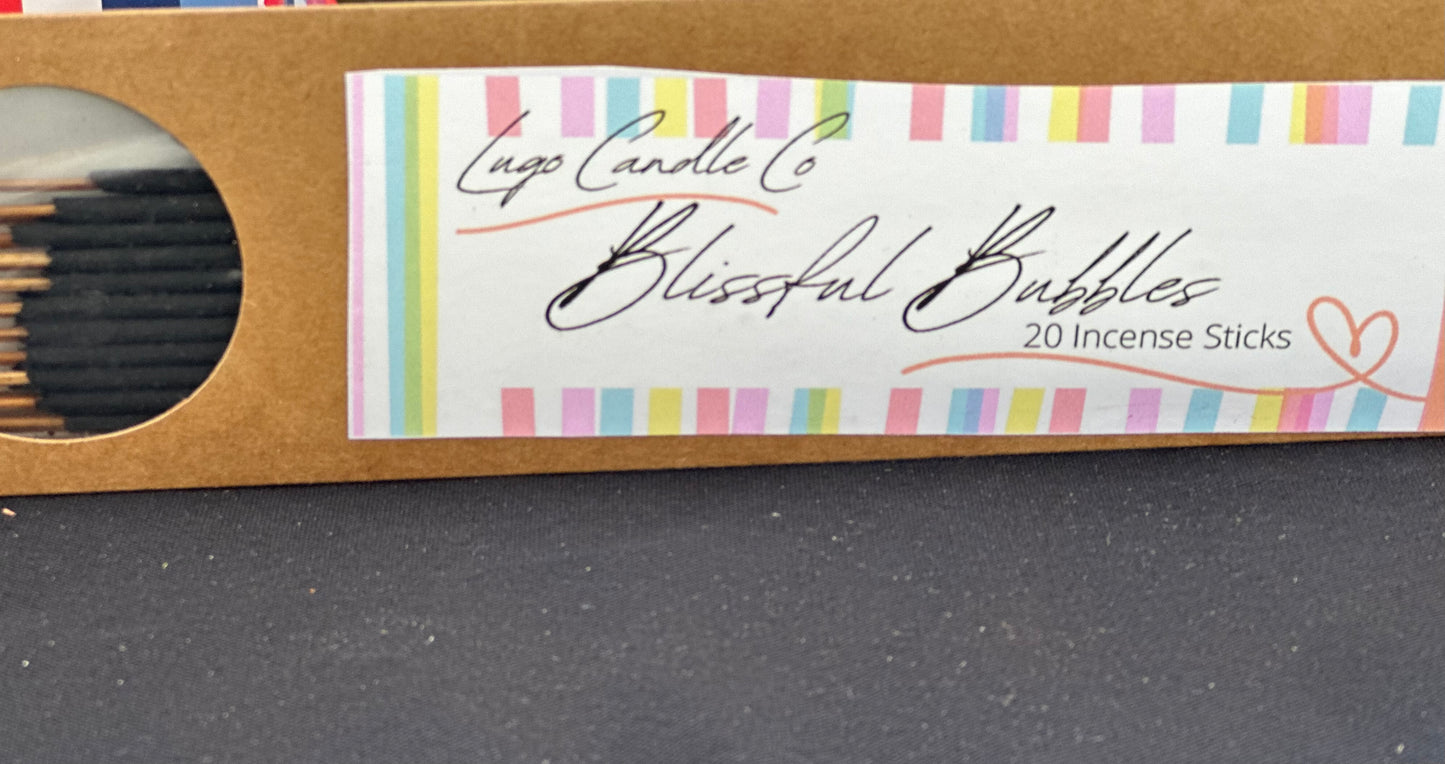 Lugo Candle Co
Blissful Bubbles
20 Incense Sticks